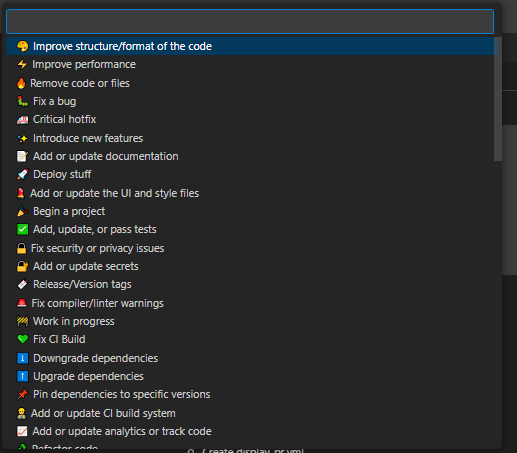 Improve structure/format of the code
Improve performance
Remove code or files
Fix a bug
Critical hotfix
Introduce new features
Add or update documentation
Deploy stuff
Add or update the UI and style files
Begin a project
Add, update, or pass tests
Fix security or privacy issues
Add or update secrets
Release/Version tags
Fix compiler/linter warnings
Work in progress
Fix CI Build
Downgrade dependencies
Upgrade dependencies
Pin dependencies to specific versions
Add or update CI build system
Add or update analytics or track code
Refactor code
Create display_pr.yml